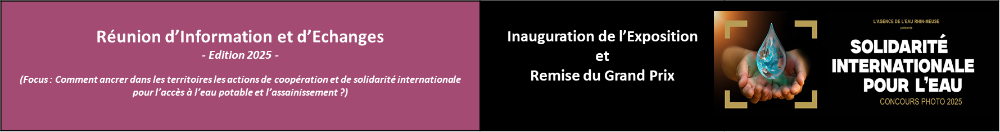 Réunion d’Information et d’Echanges
- Edition 2025 -
(Focus : Comment ancrer dans les territoires les actions de coopération et de solidarité internationale
pour l’accès à l’eau potable et l’assainissement ?)
Inauguration de l’Exposition
et
Remise du Grand Prix
L’AGENCE DE L’EAU RHIN-MEUSE
présente
SOLIDARITÉ
INTERNATIONALE
POUR L’EAU
CONCOURS PHOTO 2025